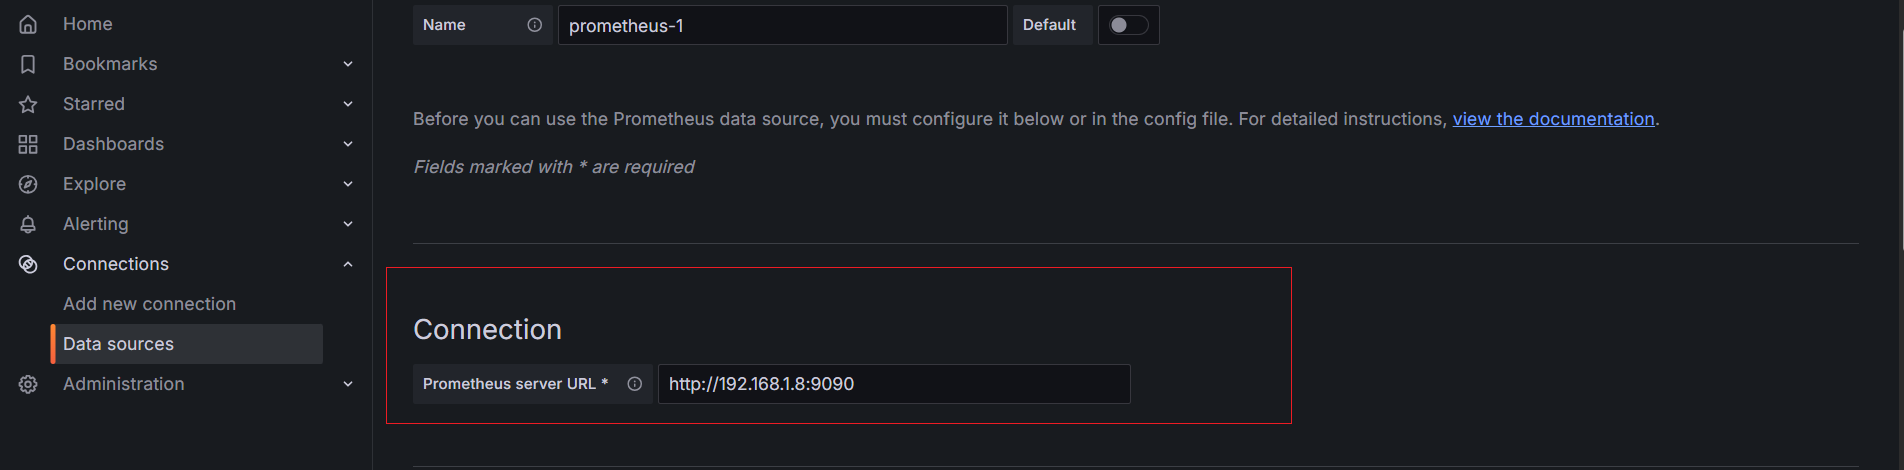 Home
Bookmarks
Starred
Dashboards
Explore
Alerting
Connections
Add new connection
Data sources
Administration
Name
prometheus-1
Default
Before you can use the Prometheus data source, you must configure it below or in the config file. For detailed instructions, view the documentation.
Fields marked with * are required
Connection
Prometheus server URL *
http://192.168.1.8:9090